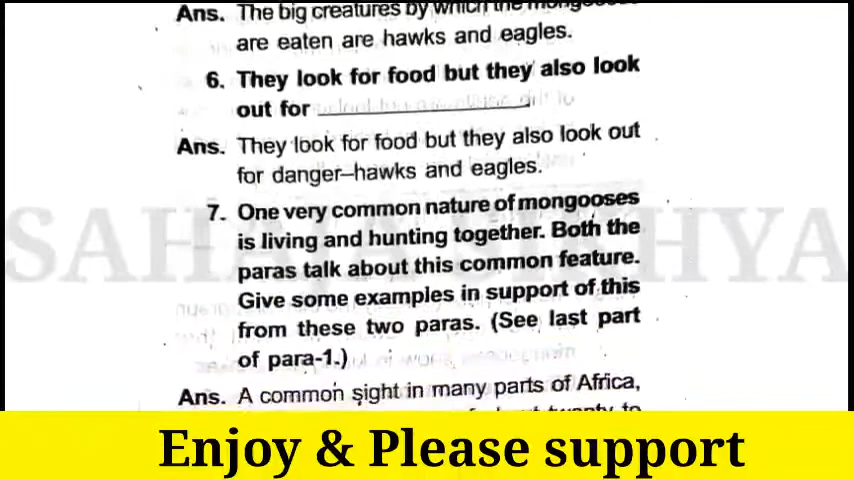 Ans. The big creatures by which the mongooses
are eaten are hawks and eagles.
6. They look for food but they also look
out for
Ans. They look for food but they also look out
for danger–hawks and eagles.
7. One very common nature of mongooses
is living and hunting together. Both the
paras talk about this common feature.
Give some examples in support of this
from these two paras. (See last part
of para-1.)
Ans. A common sight in many parts of Africa,
twenty to
Enjoy & Please support